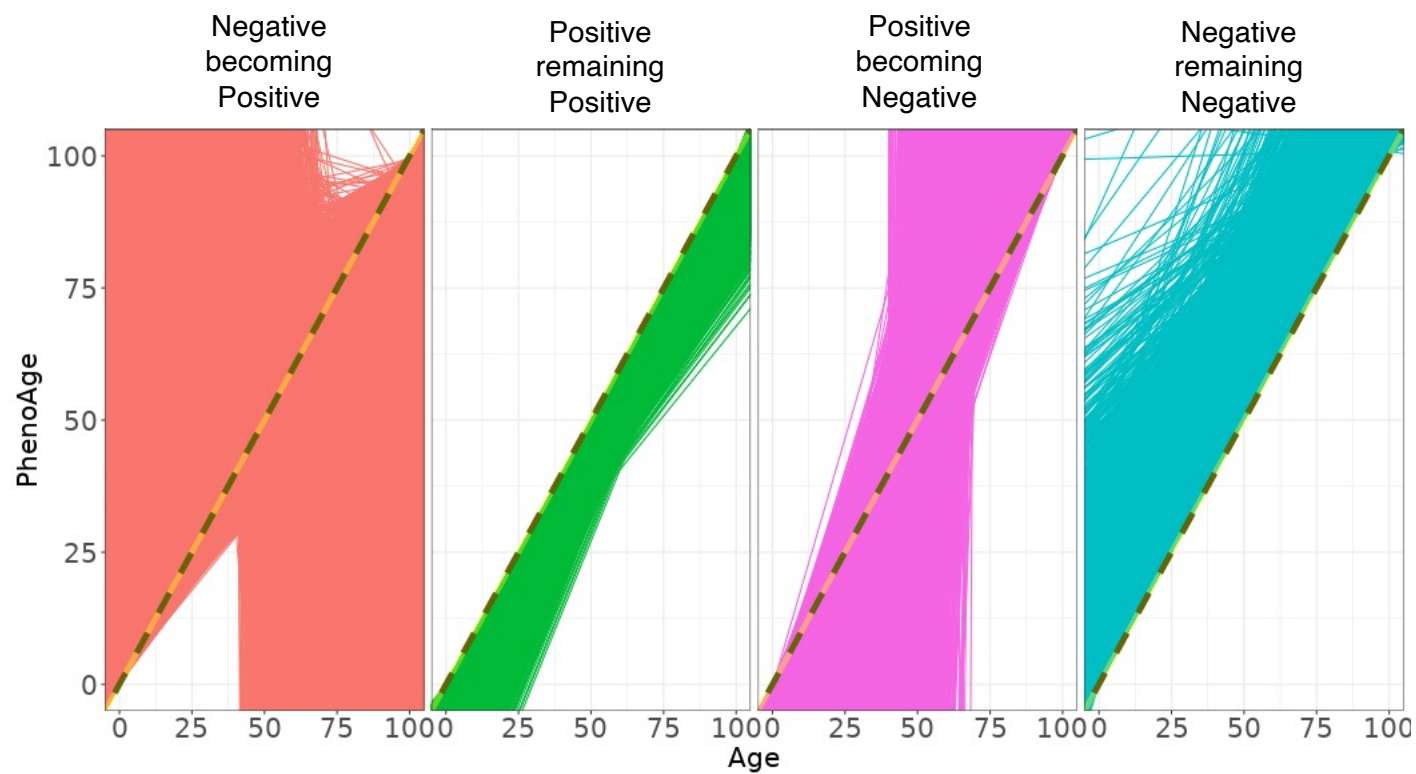 Negative
becoming
Positive
Positive
remaining
Positive
Positive
becoming
Negative
Negative
remaining
Negative
PhenoAge
100
75
50
25
0
0 25 50 75 100
0 25 50 75 100
0 25 50 75 100
0 25 50 75 100
Age